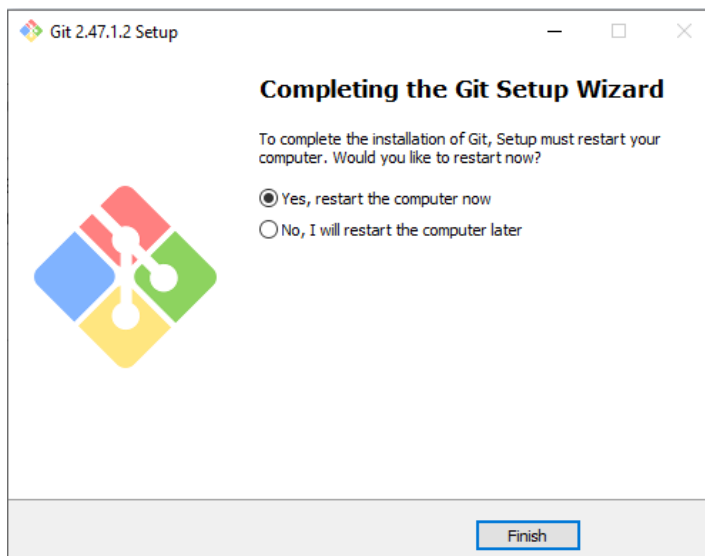 Git 2.47.1.2 Setup
Completing the Git Setup Wizard
To complete the installation of Git, Setup must restart your
computer. Would you like to restart now?
Yes, restart the computer now
No, I will restart the computer later
Finish